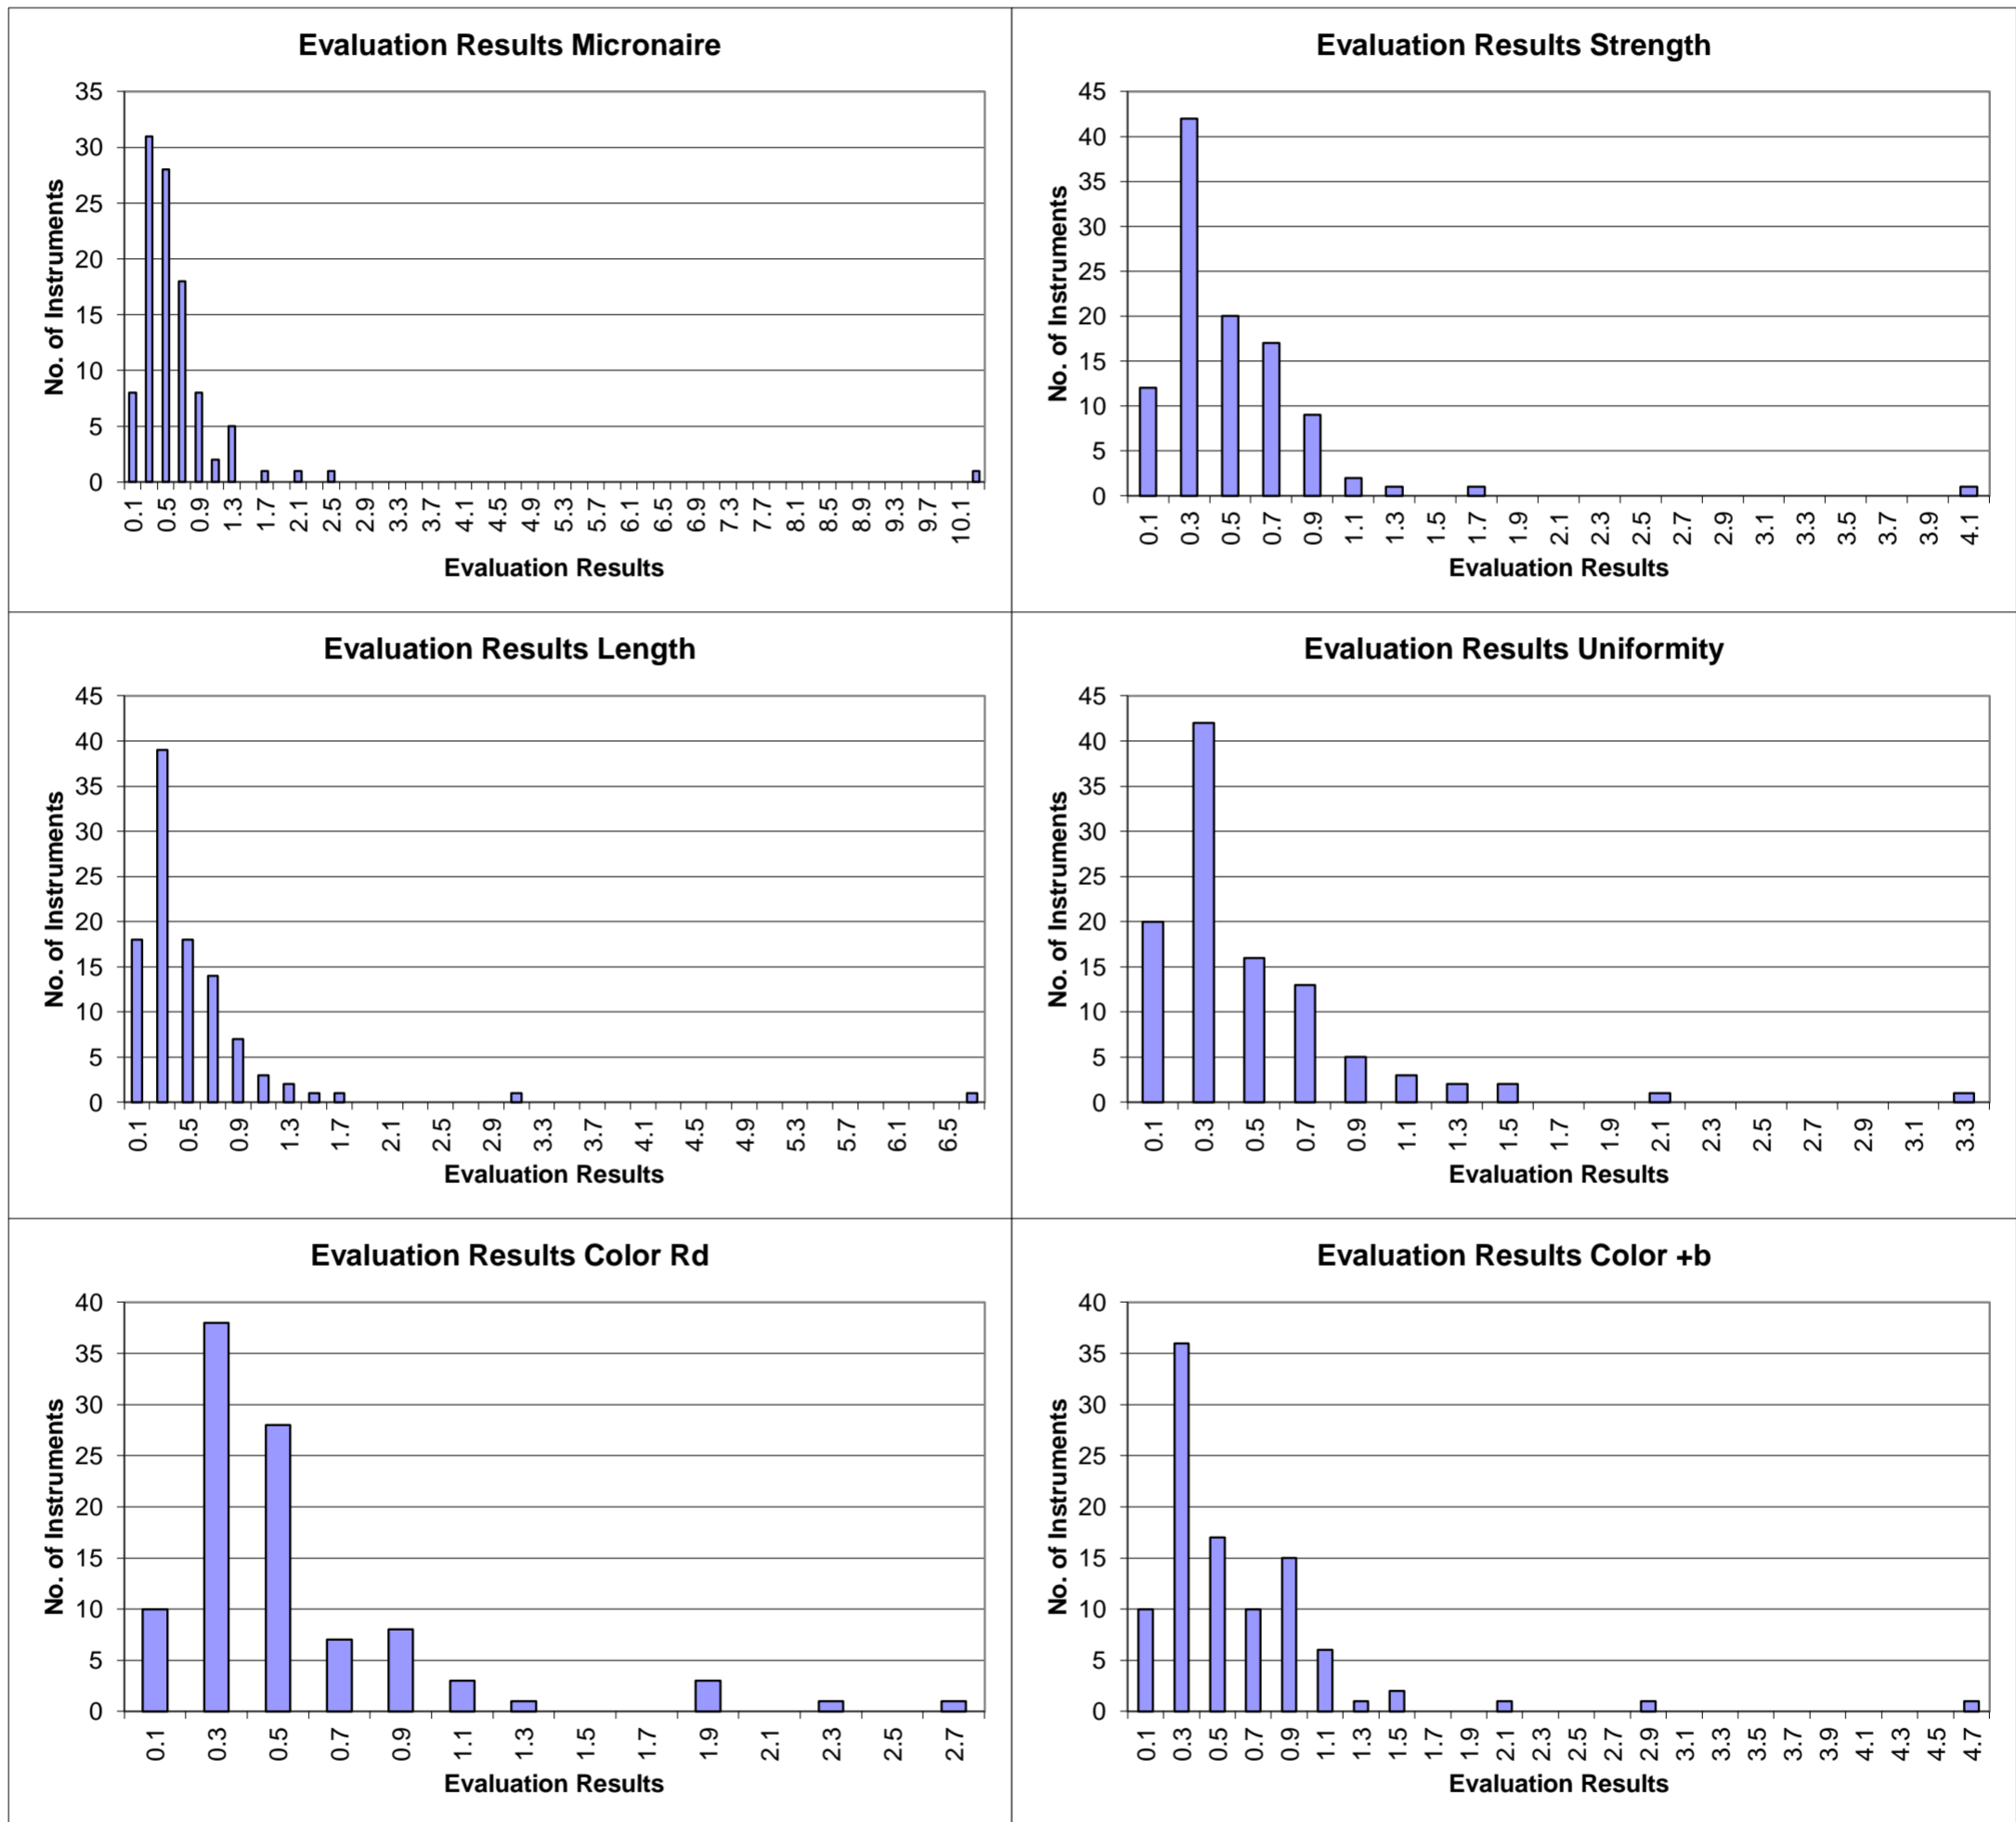 Evaluation Results Micronaire
35
30
25
20
15
10
5
0
No. of Instruments
0.1 0.5 0.9 1.3 1.7 2.1 2.5 2.9 3.3 3.7 4.1 4.5 4.9 5.3 5.7 6.1 6.5 6.9 7.3 7.7 8.1 8.5 8.9 9.3 9.7 10.1
Evaluation Results
Evaluation Results Strength
45
40
35
30
25
20
15
10
5
0
No. of Instruments
0.1 0.3 0.5 0.7 0.9 1.1 1.3 1.5 1.7 1.9 2.1 2.3 2.5 2.7 2.9 3.1 3.3 3.5 3.7 3.9 4.1
Evaluation Results
Evaluation Results Length
45
40
35
30
25
20
15
10
5
0
No. of Instruments
0.1 0.5 0.9 1.3 1.7 2.1 2.5 2.9 3.3 3.7 4.1 4.5 4.9 5.3 5.7 6.1 6.5
Evaluation Results
Evaluation Results Uniformity
45
40
35
30
25
20
15
10
5
0
No. of Instruments
0.1 0.3 0.5 0.7 0.9 1.1 1.3 1.5 1.7 1.9 2.1 2.3 2.5 2.7 2.9 3.1 3.3
Evaluation Results
Evaluation Results Color Rd
40
35
30
25
20
15
10
5
0
No. of Instruments
0.1 0.3 0.5 0.7 0.9 1.1 1.3 1.5 1.7 1.9 2.1 2.3 2.5 2.7
Evaluation Results
Evaluation Results Color +b
40
35
30
25
20
15
10
5
0
No. of Instruments
0.1 0.3 0.5 0.7 0.9 1.1 1.3 1.5 1.7 1.9 2.1 2.3 2.5 2.7 2.9 3.1 3.3 3.5 3.7 3.9 4.1 4.3 4.5 4.7
Evaluation Results